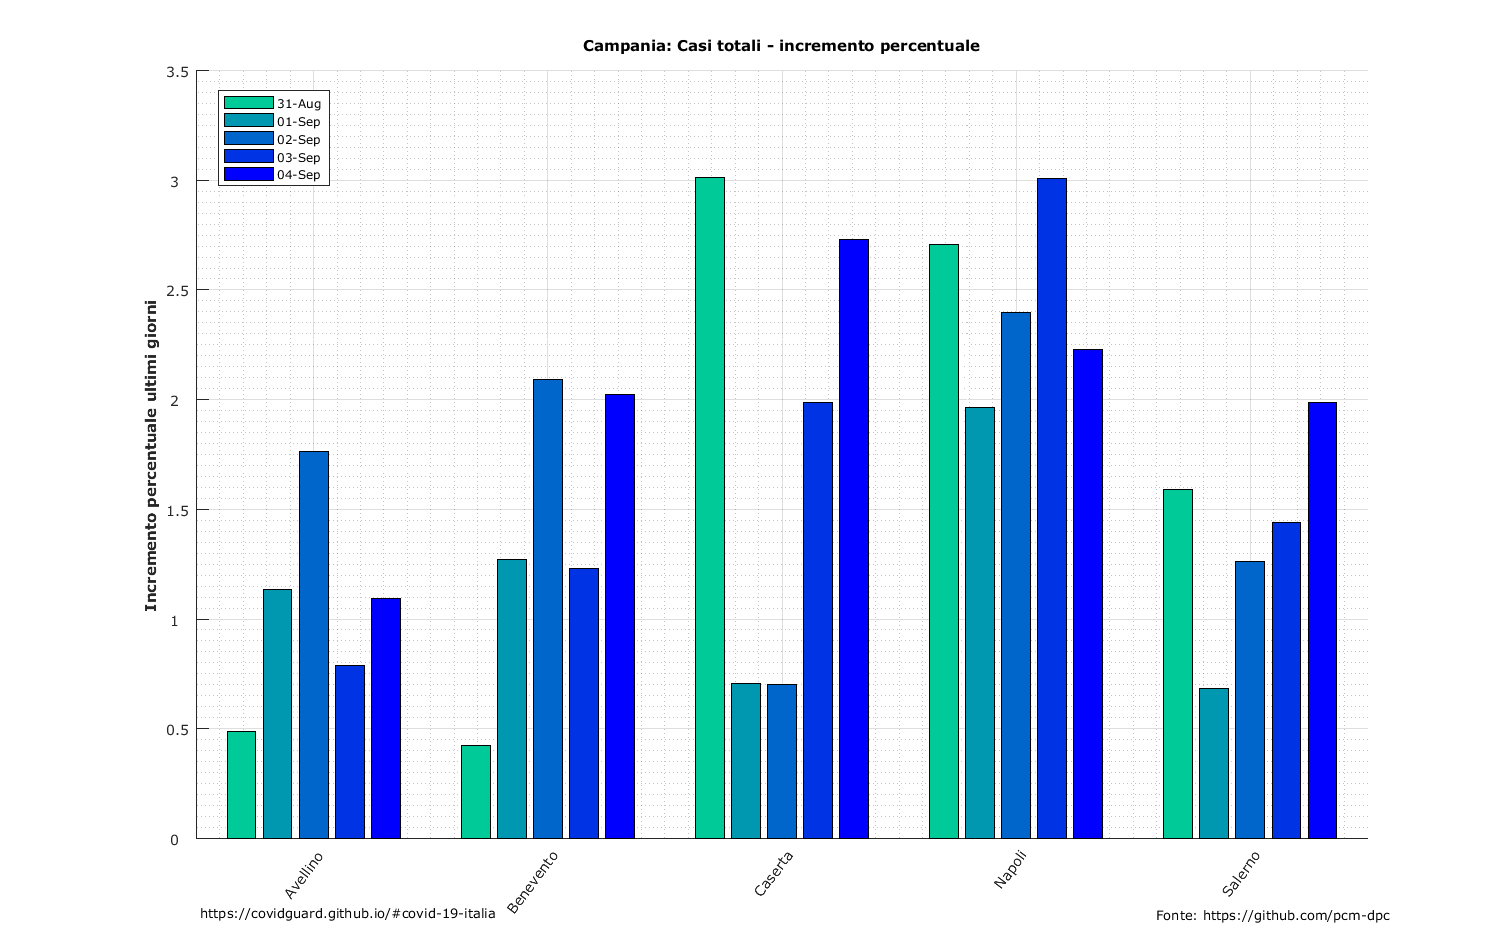 Campania: Casi totali - incremento percentuale
Incremento percentuale ultimi giorni
3.5
3
2.5
2
1.5
1
0.5
0
31-Aug
01-Sep
02-Sep
03-Sep
04-Sep
Avellino
Benevento
Caserta
Napoli
Salerno
https://covidguard.github.io/#covid-19-italia
Fonte: https://github.com/pcm-dpc